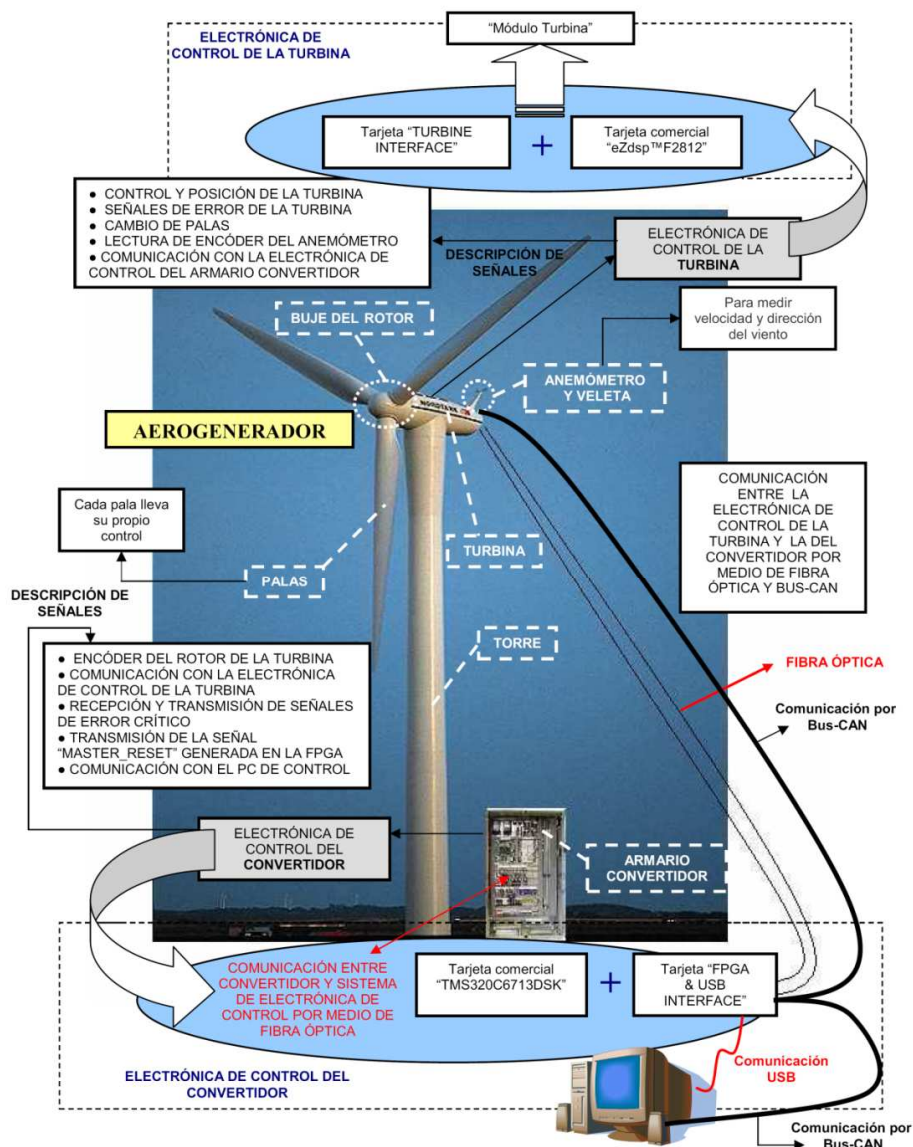 ELECTRÓNICA DE
CONTROL DE LA TURBINA
“Módulo Turbina”
Tarjeta “TURBINE
INTERFACE”
+
Tarjeta comercial
“eZdsp™F2812”
● CONTROL Y POSICIÓN DE LA TURBINA
● SEÑALES DE ERROR DE LA TURBINA
● CAMBIO DE PALAS
● LECTURA DE ENCÓDER DEL ANEMÓMETRO
● COMUNICACIÓN CON LA ELECTRÓNICA
DE CONTROL DEL ARMARIO CONVERTIDOR
DESCRIPCIÓN DE
SEÑALES
ELECTRÓNICA DE
CONTROL DE LA
TURBINA
Para medir
velocidad y dirección
del viento
BUJE DEL ROTOR
ANEMÓMETRO
Y VELETA
NORDTANK
AEROGENERADOR
COMUNICACIÓN
ENTRE LA
ELECTRÓNICA DE
CONTROL DE LA
TURBINA Y LA DEL
CONVERTIDOR POR
MEDIO DE FIBRA
ÓPTICA Y BUS-CAN
Cada pala lleva
su propio
control
TURBINA
PALAS
DESCRIPCIÓN DE
SEÑALES
TORRE
● ENCÓDER DEL ROTOR DE LA TURBINA
● COMUNICACIÓN CON LA ELECTRÓNICA
DE CONTROL DE LA TURBINA
● RECEPCIÓN Y TRANSMISIÓN DE SEÑALES
DE ERROR CRÍTICO
● TRANSMISIÓN DE LA SEÑAL
“MASTER_RESET” GENERADA EN LA FPGA
● COMUNICACIÓN CON EL PC DE CONTROL
FIBRA ÓPTICA
Comunicación por
Bus-CAN
ELECTRÓNICA DE
CONTROL DEL
CONVERTIDOR
ARMARIO
CONVERTIDOR
COMUNICACIÓN ENTRE
CONVERTIDOR Y SISTEMA
DE ELECTRÓNICA DE
CONTROL POR MEDIO DE
FIBRA ÓPTICA
Tarjeta comercial
“TMS320C6713DSK”
+
Tarjeta “FPGA
& USB
INTERFACE”
Comunicación
USB
ELECTRÓNICA DE CONTROL DEL
CONVERTIDOR
Comunicación por
Bus-CAN